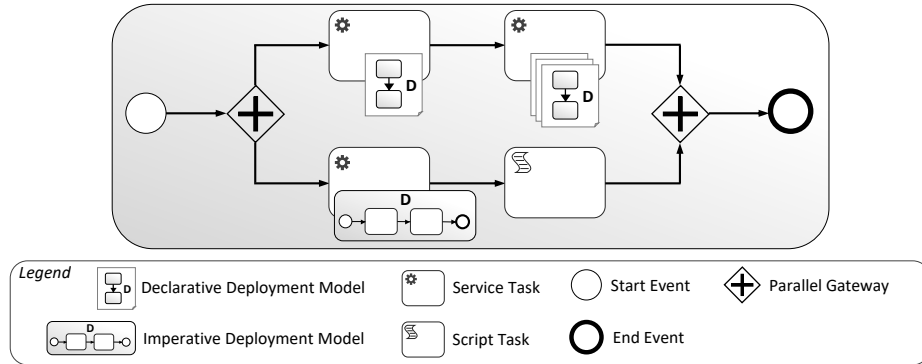 D
D
D
Legend
D
Declarative Deployment Model
Service Task
Start Event
Parallel Gateway
D
Imperative Deployment Model
Script Task
End Event